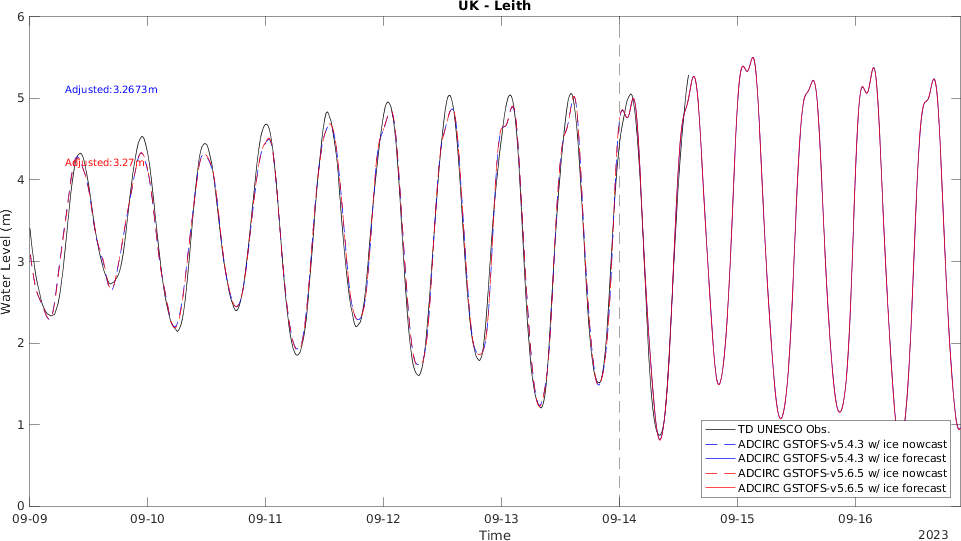 UK - Leith
6
5
4
3
2
1
0
Water Level (m)
Adjusted:3.2673m
Adjusted:3.27m
TD UNESCO Obs.
ADCIRC GSTOFS-v5.4.3 w/ ice nowcast
ADCIRC GSTOFS-v5.4.3 w/ ice forecast
ADCIRC GSTOFS-v5.6.5 w/ ice nowcast
ADCIRC GSTOFS-v5.6.5 w/ ice forecast
09-09 09-10 09-11 09-12 09-13 09-14 09-15 09-16
Time
2023